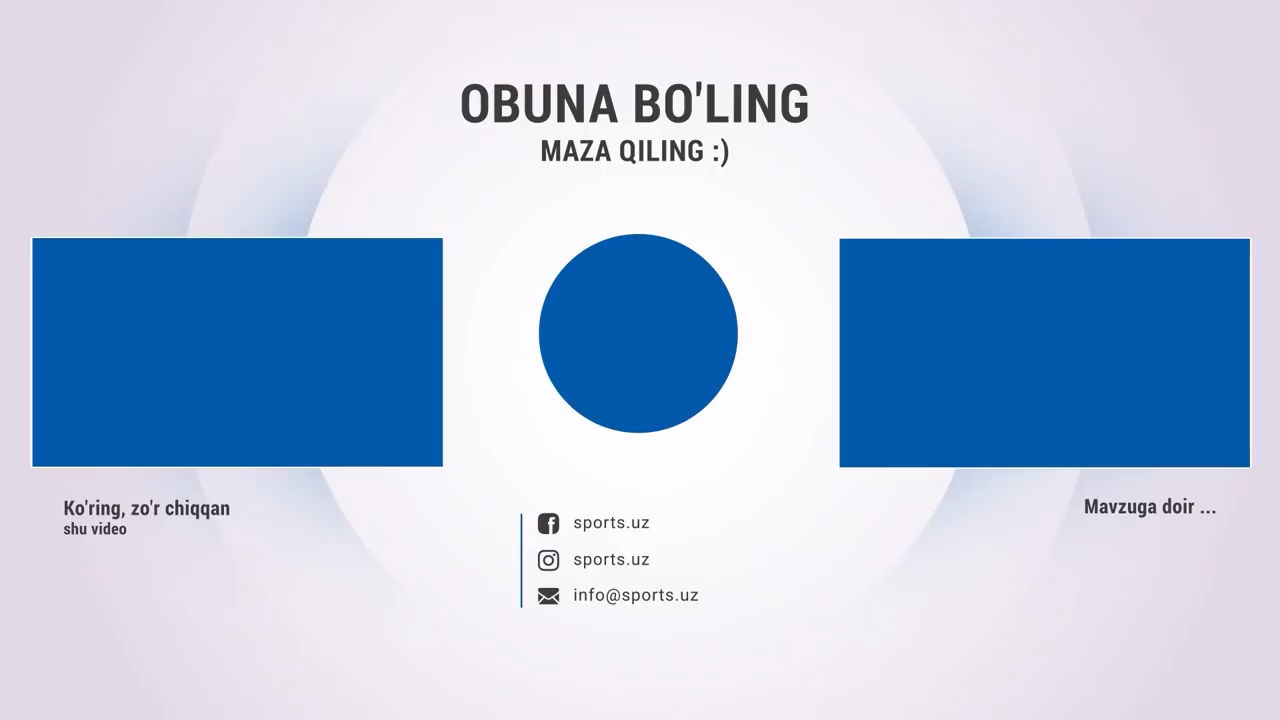 OBUNA BO'LING
MAZA QILING :)
Ko'ring, zo'r chiqqan
shu video
Mavzuga doir ...
sports.uz
sports.uz
info@sports.uz